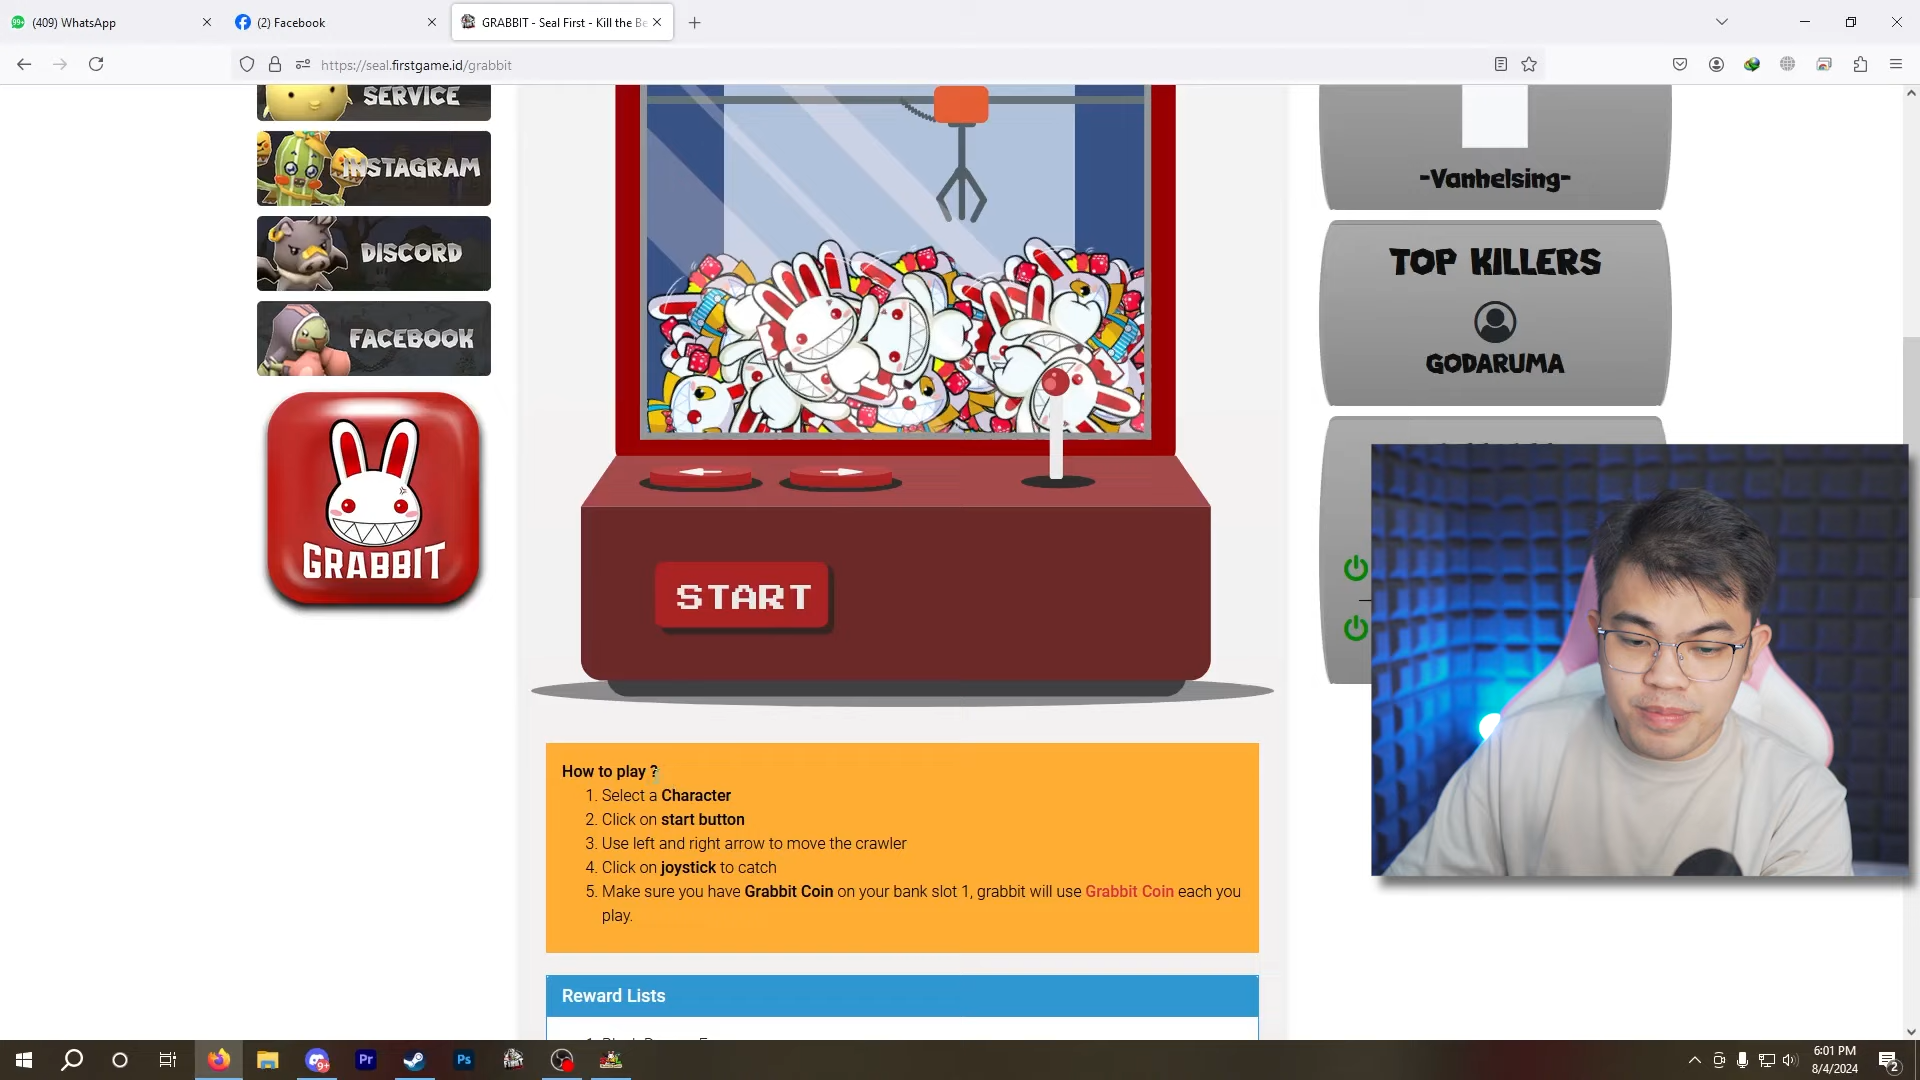 (409) WhatsApp
(2) Facebook
GRABBIT - Seal First - Kill the Be
https://seal.firstgame.id/grabbit
SERVICE
INSTAGRAM
DISCORD
FACEBOOK
GRABBIT
START
-Vanhelsing-
TOP KILLERS
GODARUMA
How to play ?
1. Select a Character
2. Click on start button
3. Use left and right arrow to move the crawler
4. Click on joystick to catch
5. Make sure you have Grabbit Coin on your bank slot 1, grabbit will use Grabbit Coin each you
play.
Reward Lists
6:01 PM
8/4/2024